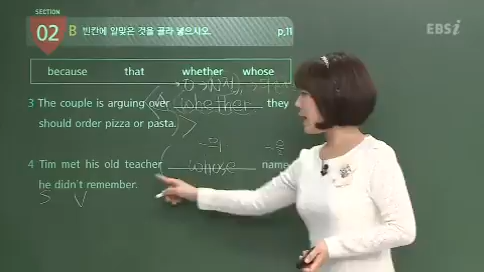 SECTION
02 B 빈칸에 알맞은 것을 골라 넣으시오. p.11
EBSi
because that whether whose
3 The couple is arguing over whether they
should order pizza or pasta.
4 Tim met his old teacher whose name
he didn't remember.
S V